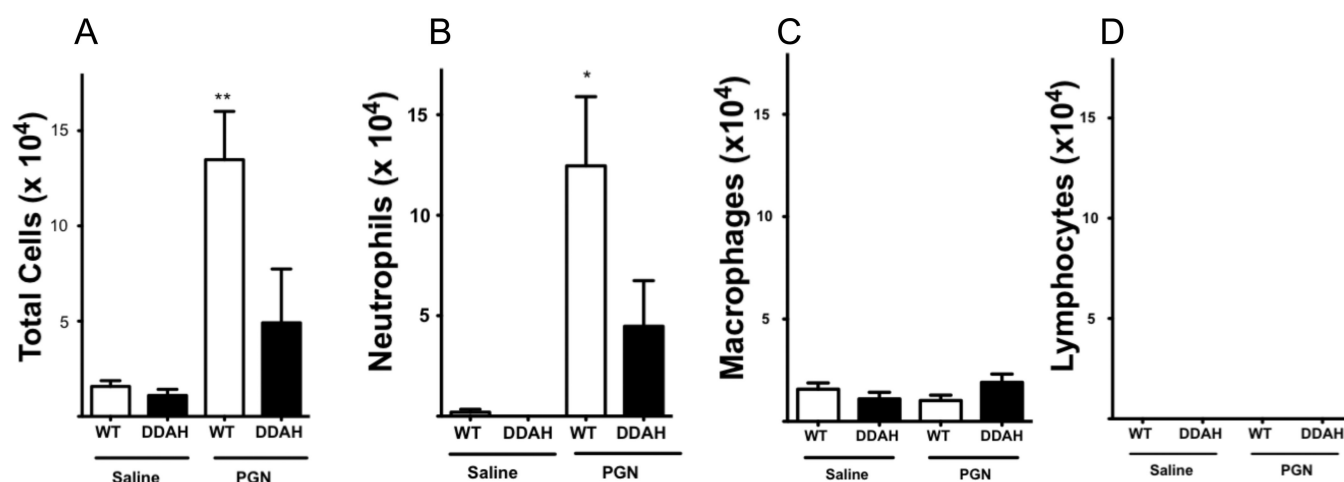 A
Total Cells (x 10⁴)
15
10
5
**
WT DDAH WT DDAH
Saline PGN
B
Neutrophils (x 10⁴)
15
10
5
*
WT DDAH WT DDAH
Saline PGN
C
Macrophages (x10⁴)
15
10
5
WT DDAH WT DDAH
Saline PGN
D
Lymphocytes (x10⁴)
15
10
5
WT DDAH WT DDAH
Saline PGN